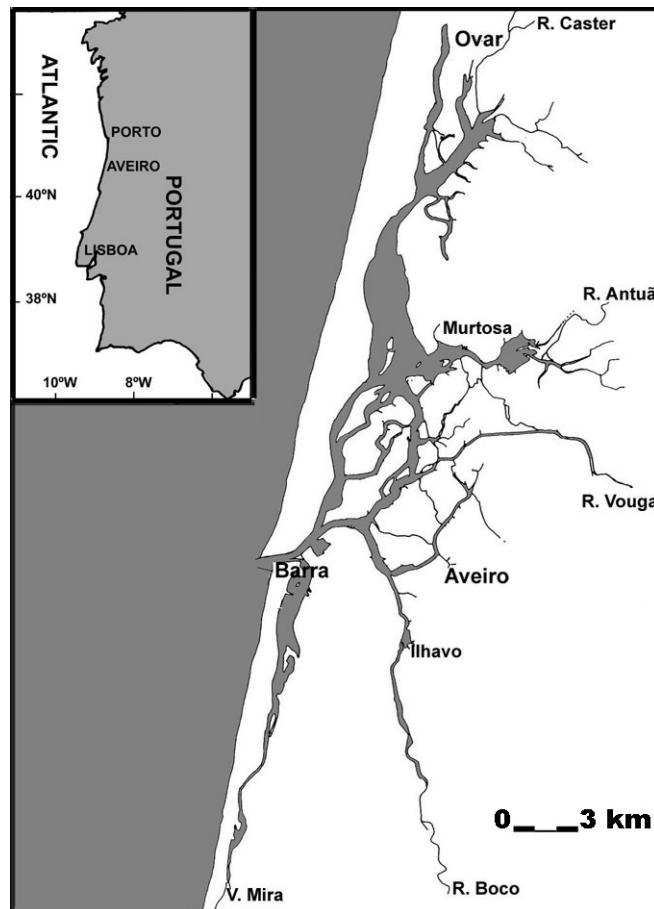 ATLANTIC
PORTO
AVEIRO
40ºN
PORTUGAL
LISBOA
38ºN
10ºW
8ºW
Ovar
R. Caster
R. Antuã
Murtosa
R. Vouga
Barra
Aveiro
Ílhavo
0 3 km
V. Mira
R. Boco